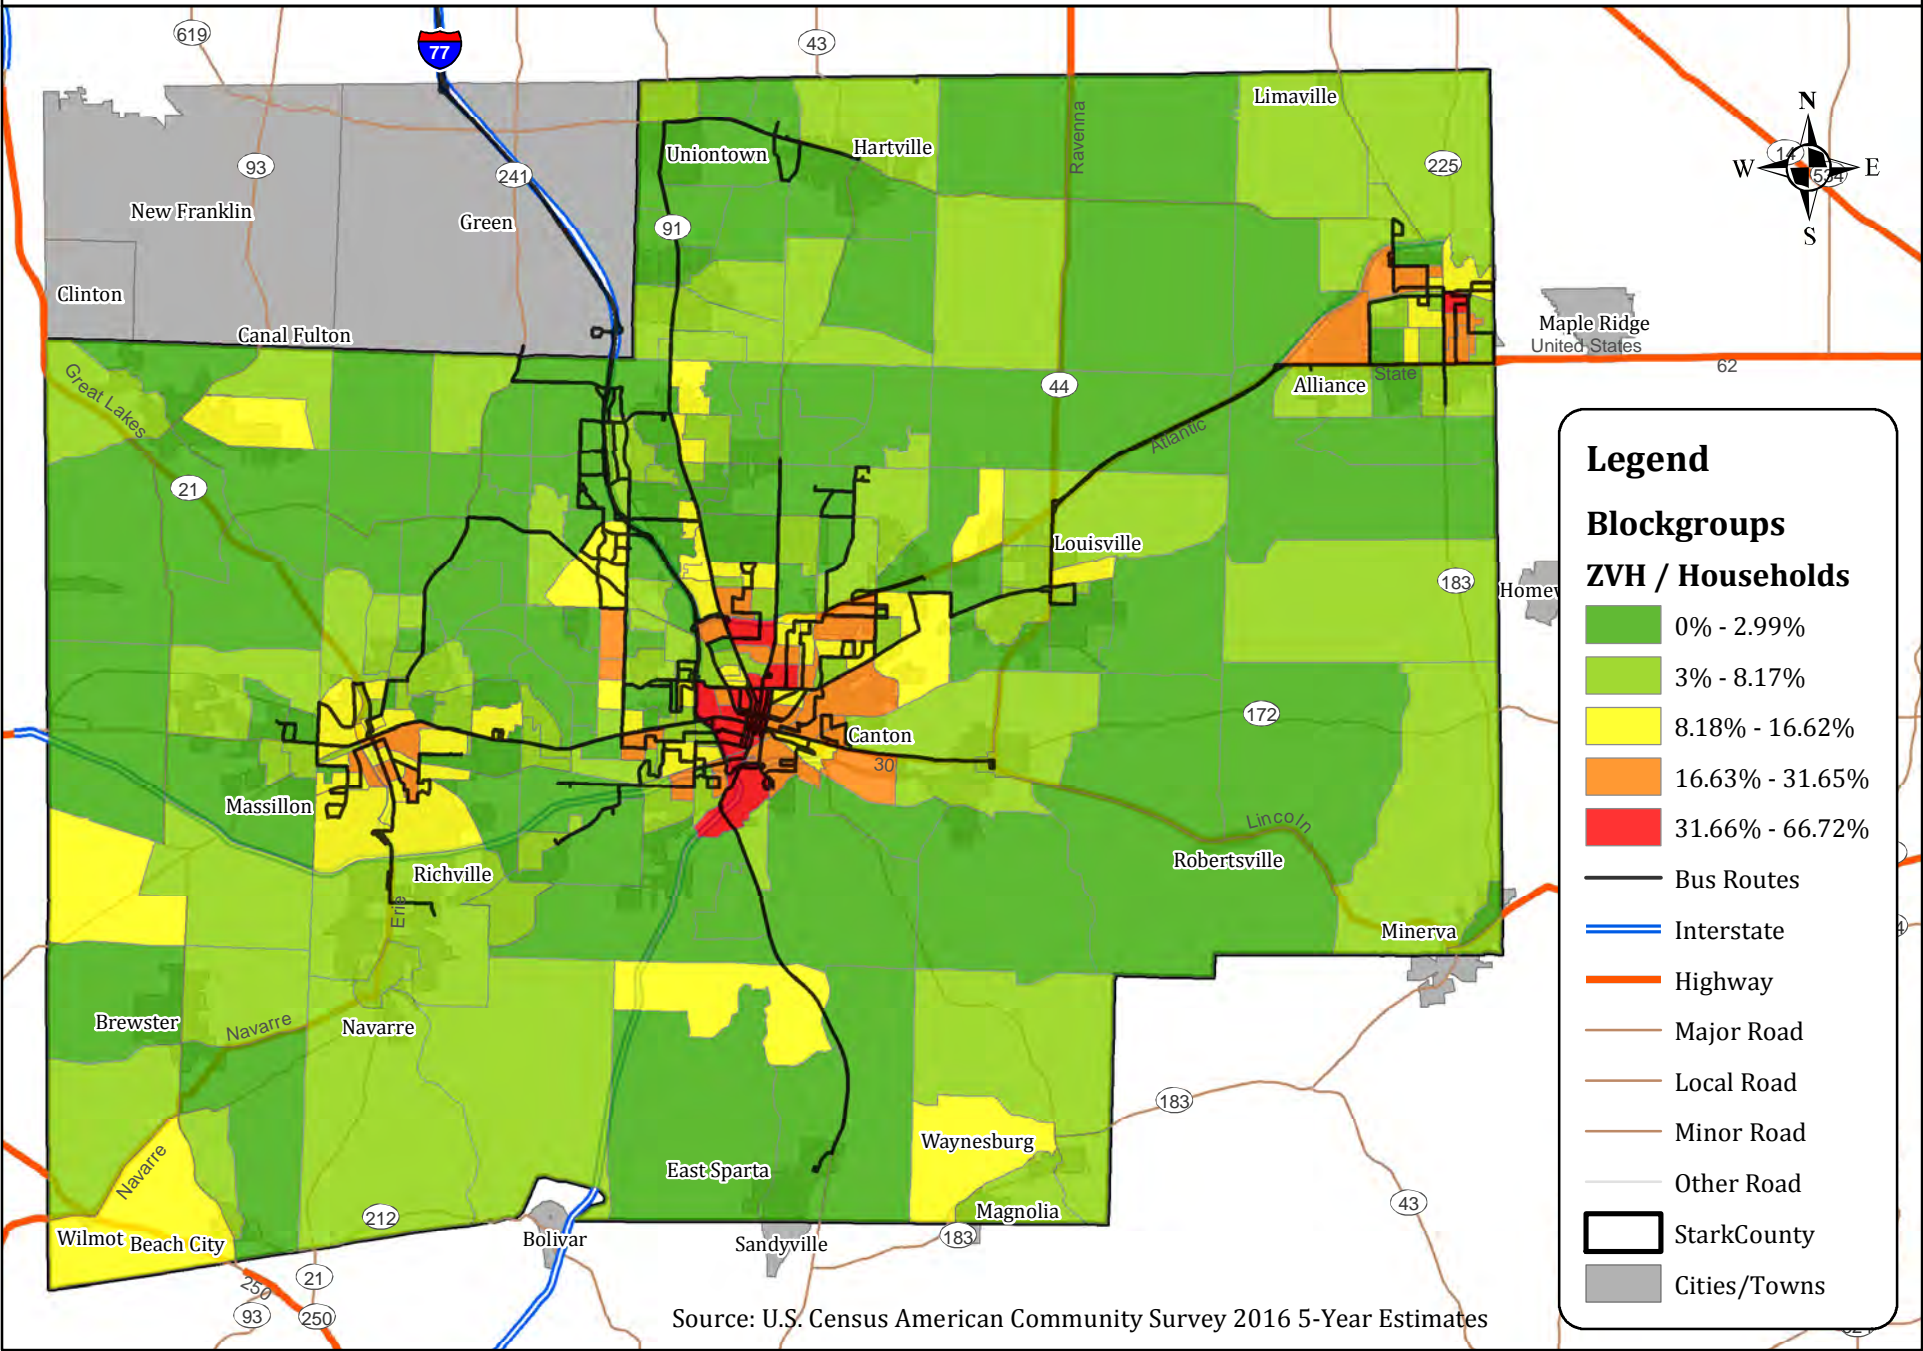 619
77
43
Limaville
N
Ravenna
Uniontown
Hartville
14
W
E
93
241
225
534
New Franklin
Green
91
S
Clinton
Canal Fulton
Maple Ridge
United States
62
Great Lakes
44
Alliance
State
Atlantic
21
Louisville
183
Canton
30
172
Massillon
Lincoln
Robertsville
Richville
Erie
Minerva
Brewster
Navarre
Navarre
Navarre
Waynesburg
East Sparta
183
43
212
Magnolia
Wilmot
Beach City
Bolivar
Sandyville
183
21
250
93
250
Legend
Blockgroups
ZVH / Households
0% - 2.99%
3% - 8.17%
8.18% - 16.62%
16.63% - 31.65%
31.66% - 66.72%
Bus Routes
Interstate
Highway
Major Road
Local Road
Minor Road
Other Road
StarkCounty
Cities/Towns
Source: U.S. Census American Community Survey 2016 5-Year Estimates